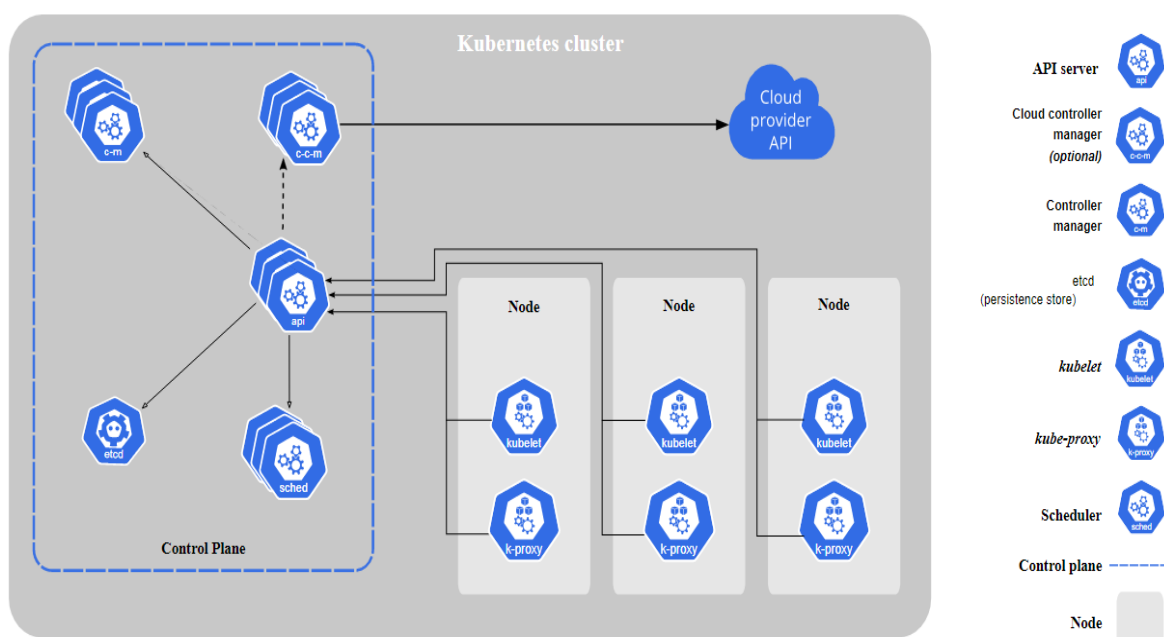 Kubernetes cluster
c-m
c-c-m
Cloud
provider
API
api
etcd
sched
Control Plane
Node
kubelet
k-proxy
Node
kubelet
k-proxy
Node
kubelet
k-proxy
API server
api
Cloud controller
manager
(optional)
c-c-m
Controller
manager
c-m
etcd
(persistence store)
etcd
kubelet
kubelet
kube-proxy
k-proxy
Scheduler
sched
Control plane
Node